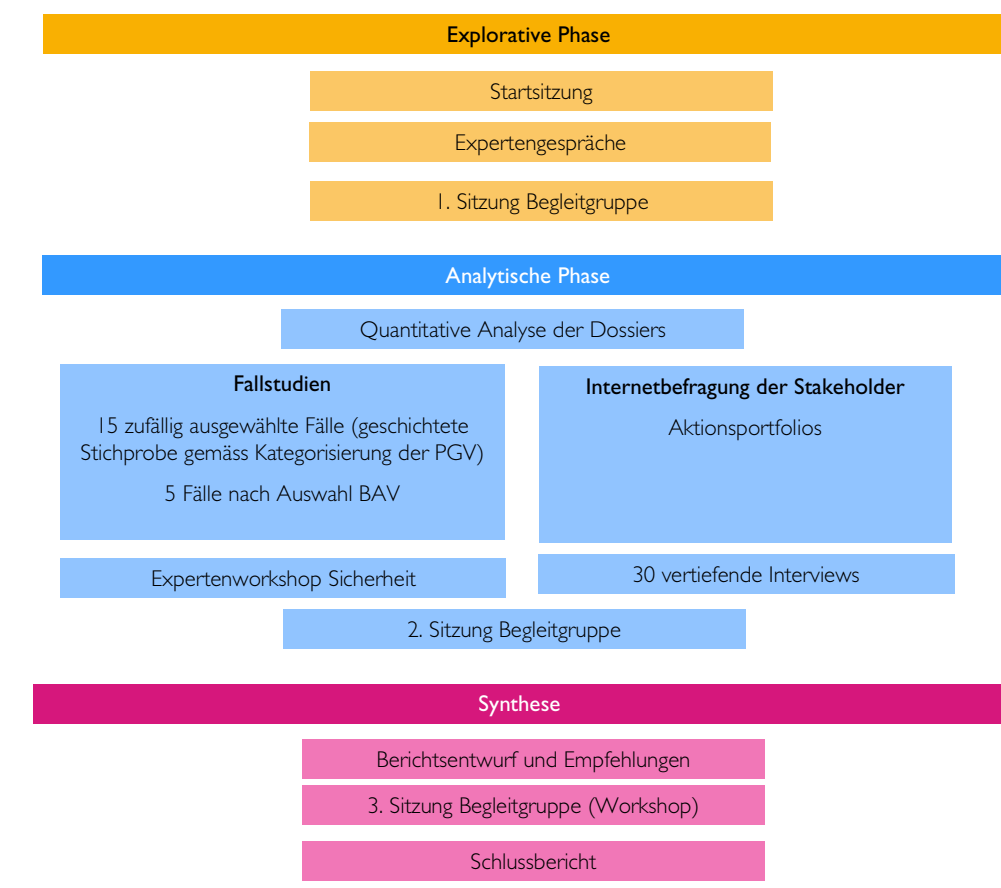 Explorative Phase
Startsitzung
Expertengespräche
1. Sitzung Begleitgruppe
Analytische Phase
Quantitative Analyse der Dossiers
Fallstudien
15 zufällig ausgewählte Fälle (geschichtete
Stichprobe gemäss Kategorisierung der PGV)
5 Fälle nach Auswahl BAV
Internetbefragung der Stakeholder
Aktionsportfolios
Expertenworkshop Sicherheit
30 vertiefende Interviews
2. Sitzung Begleitgruppe
Synthese
Berichtsentwurf und Empfehlungen
3. Sitzung Begleitgruppe (Workshop)
Schlussbericht